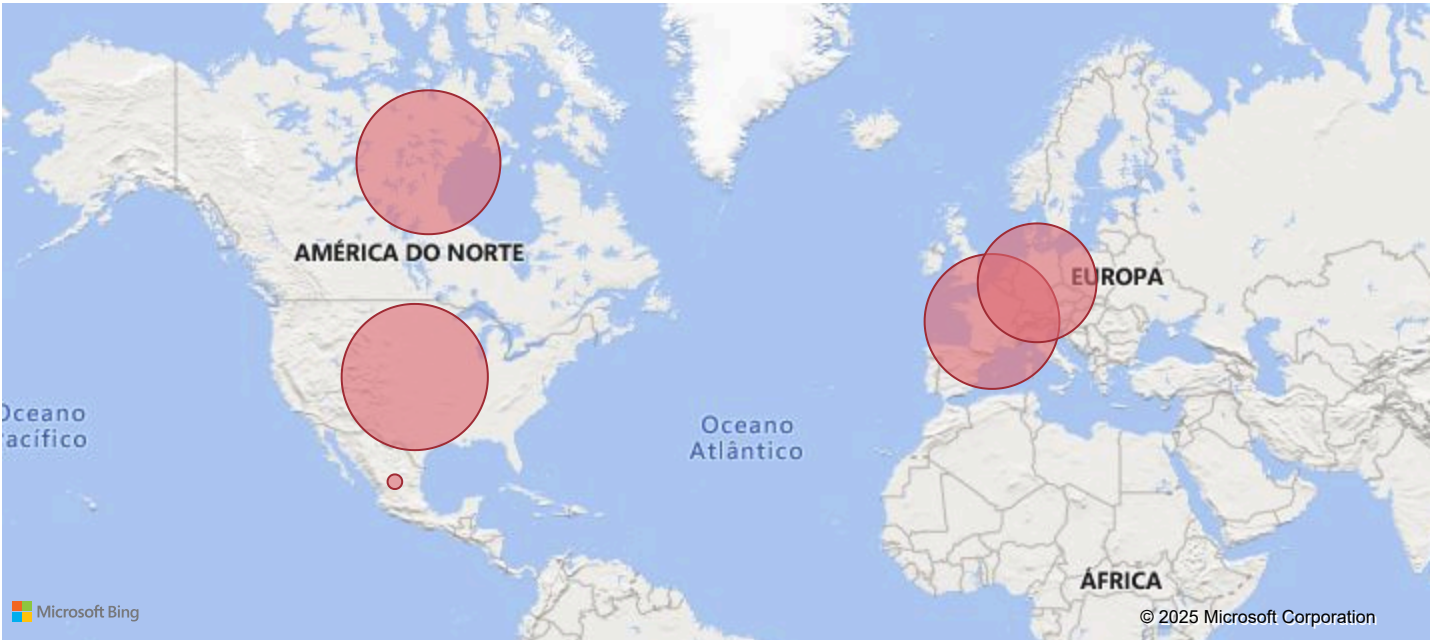 AMÉRICA DO NORTE
EUROPA
Oceano
acífico
Oceano
Atlântico
ÁFRICA
Microsoft Bing
© 2025 Microsoft Corporation